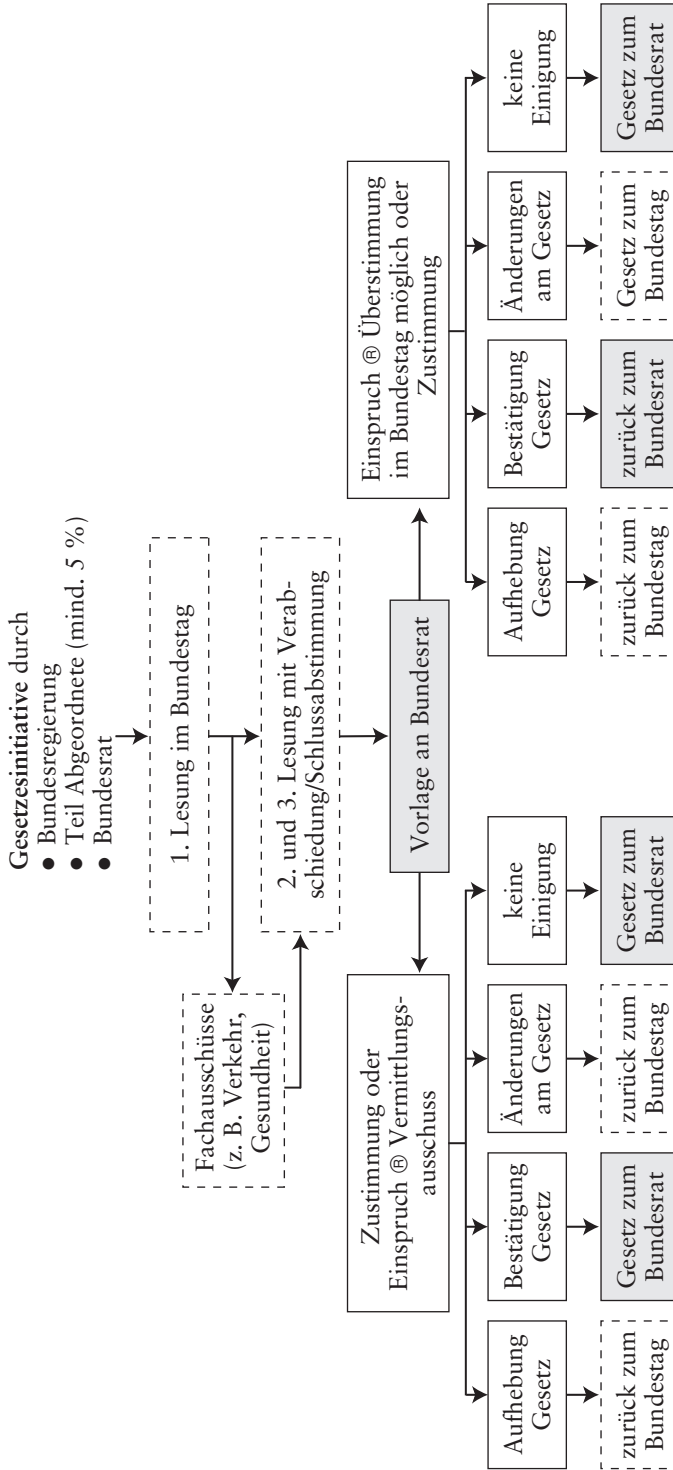 Gesetzesinitiative durch
● Bundesregierung
● Teil Abgeordnete (mind. 5 %)
● Bundesrat
1. Lesung im Bundestag
Fachausschüsse
(z. B. Verkehr,
Gesundheit)
2. und 3. Lesung mit Verab-
schiedung/Schlussabstimmung
Vorlage an Bundesrat
Zustimmung oder
Einspruch ® Vermittlungs-
ausschuss
Einspruch ® Überstimmung
im Bundestag möglich oder
Zustimmung
Aufhebung
Gesetz
Bestätigung
Gesetz
Änderungen
am Gesetz
keine
Einigung
Aufhebung
Gesetz
Bestätigung
Gesetz
Änderungen
am Gesetz
keine
Einigung
zurück zum
Bundestag
Gesetz zum
Bundesrat
zurück zum
Bundestag
Gesetz zum
Bundesrat
zurück zum
Bundestag
zurück zum
Bundesrat
Gesetz zum
Bundestag
Gesetz zum
Bundesrat